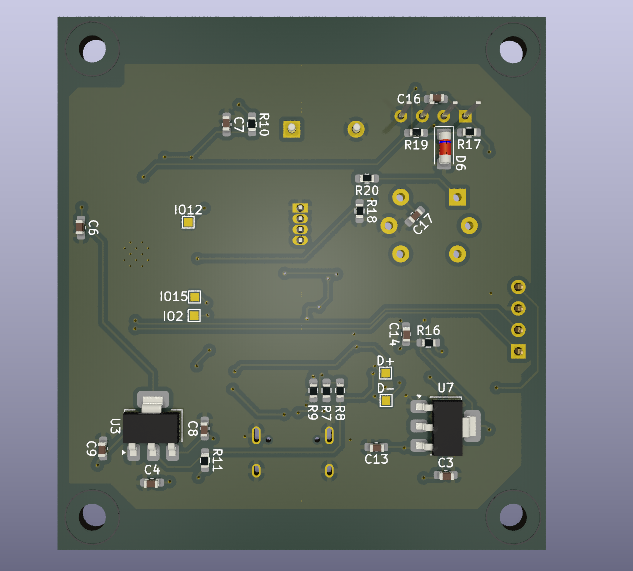 C16
C7
R10
R19
R17
D6
R20
R18
C17
IO12
C6
IO15
IO2
C14
R16
D+
D-
U7
R9
R7
R8
U3
C8
C9
R11
C4
C13
C3